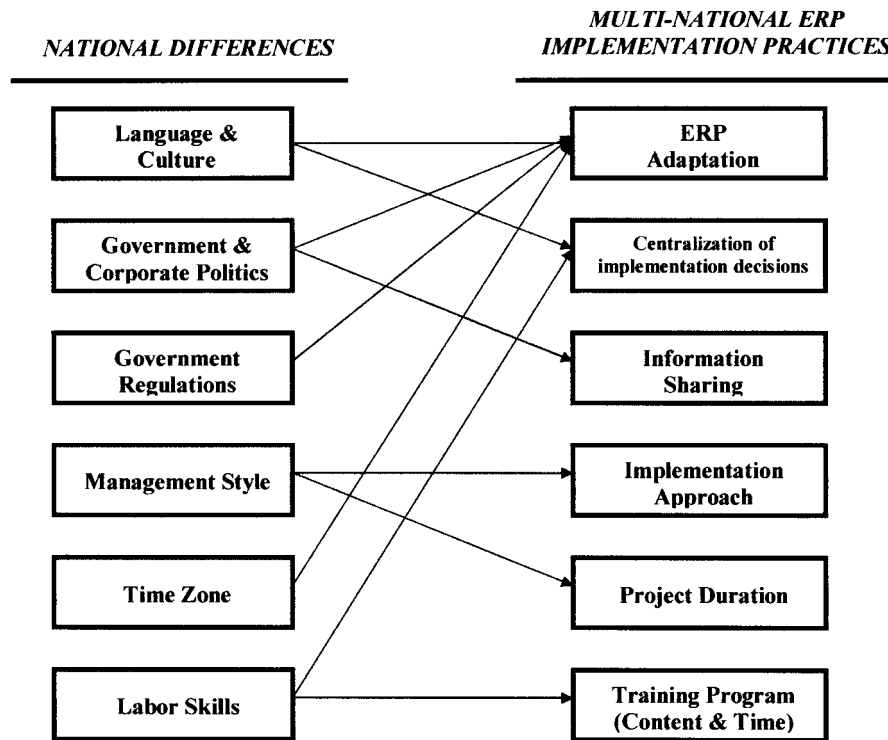 NATIONAL DIFFERENCES
MULTI-NATIONAL ERP
IMPLEMENTATION PRACTICES
Language &
Culture
ERP
Adaptation
Government &
Corporate Politics
Centralization of
implementation decisions
Government
Regulations
Information
Sharing
Management Style
Implementation
Approach
Time Zone
Project Duration
Labor Skills
Training Program
(Content & Time)